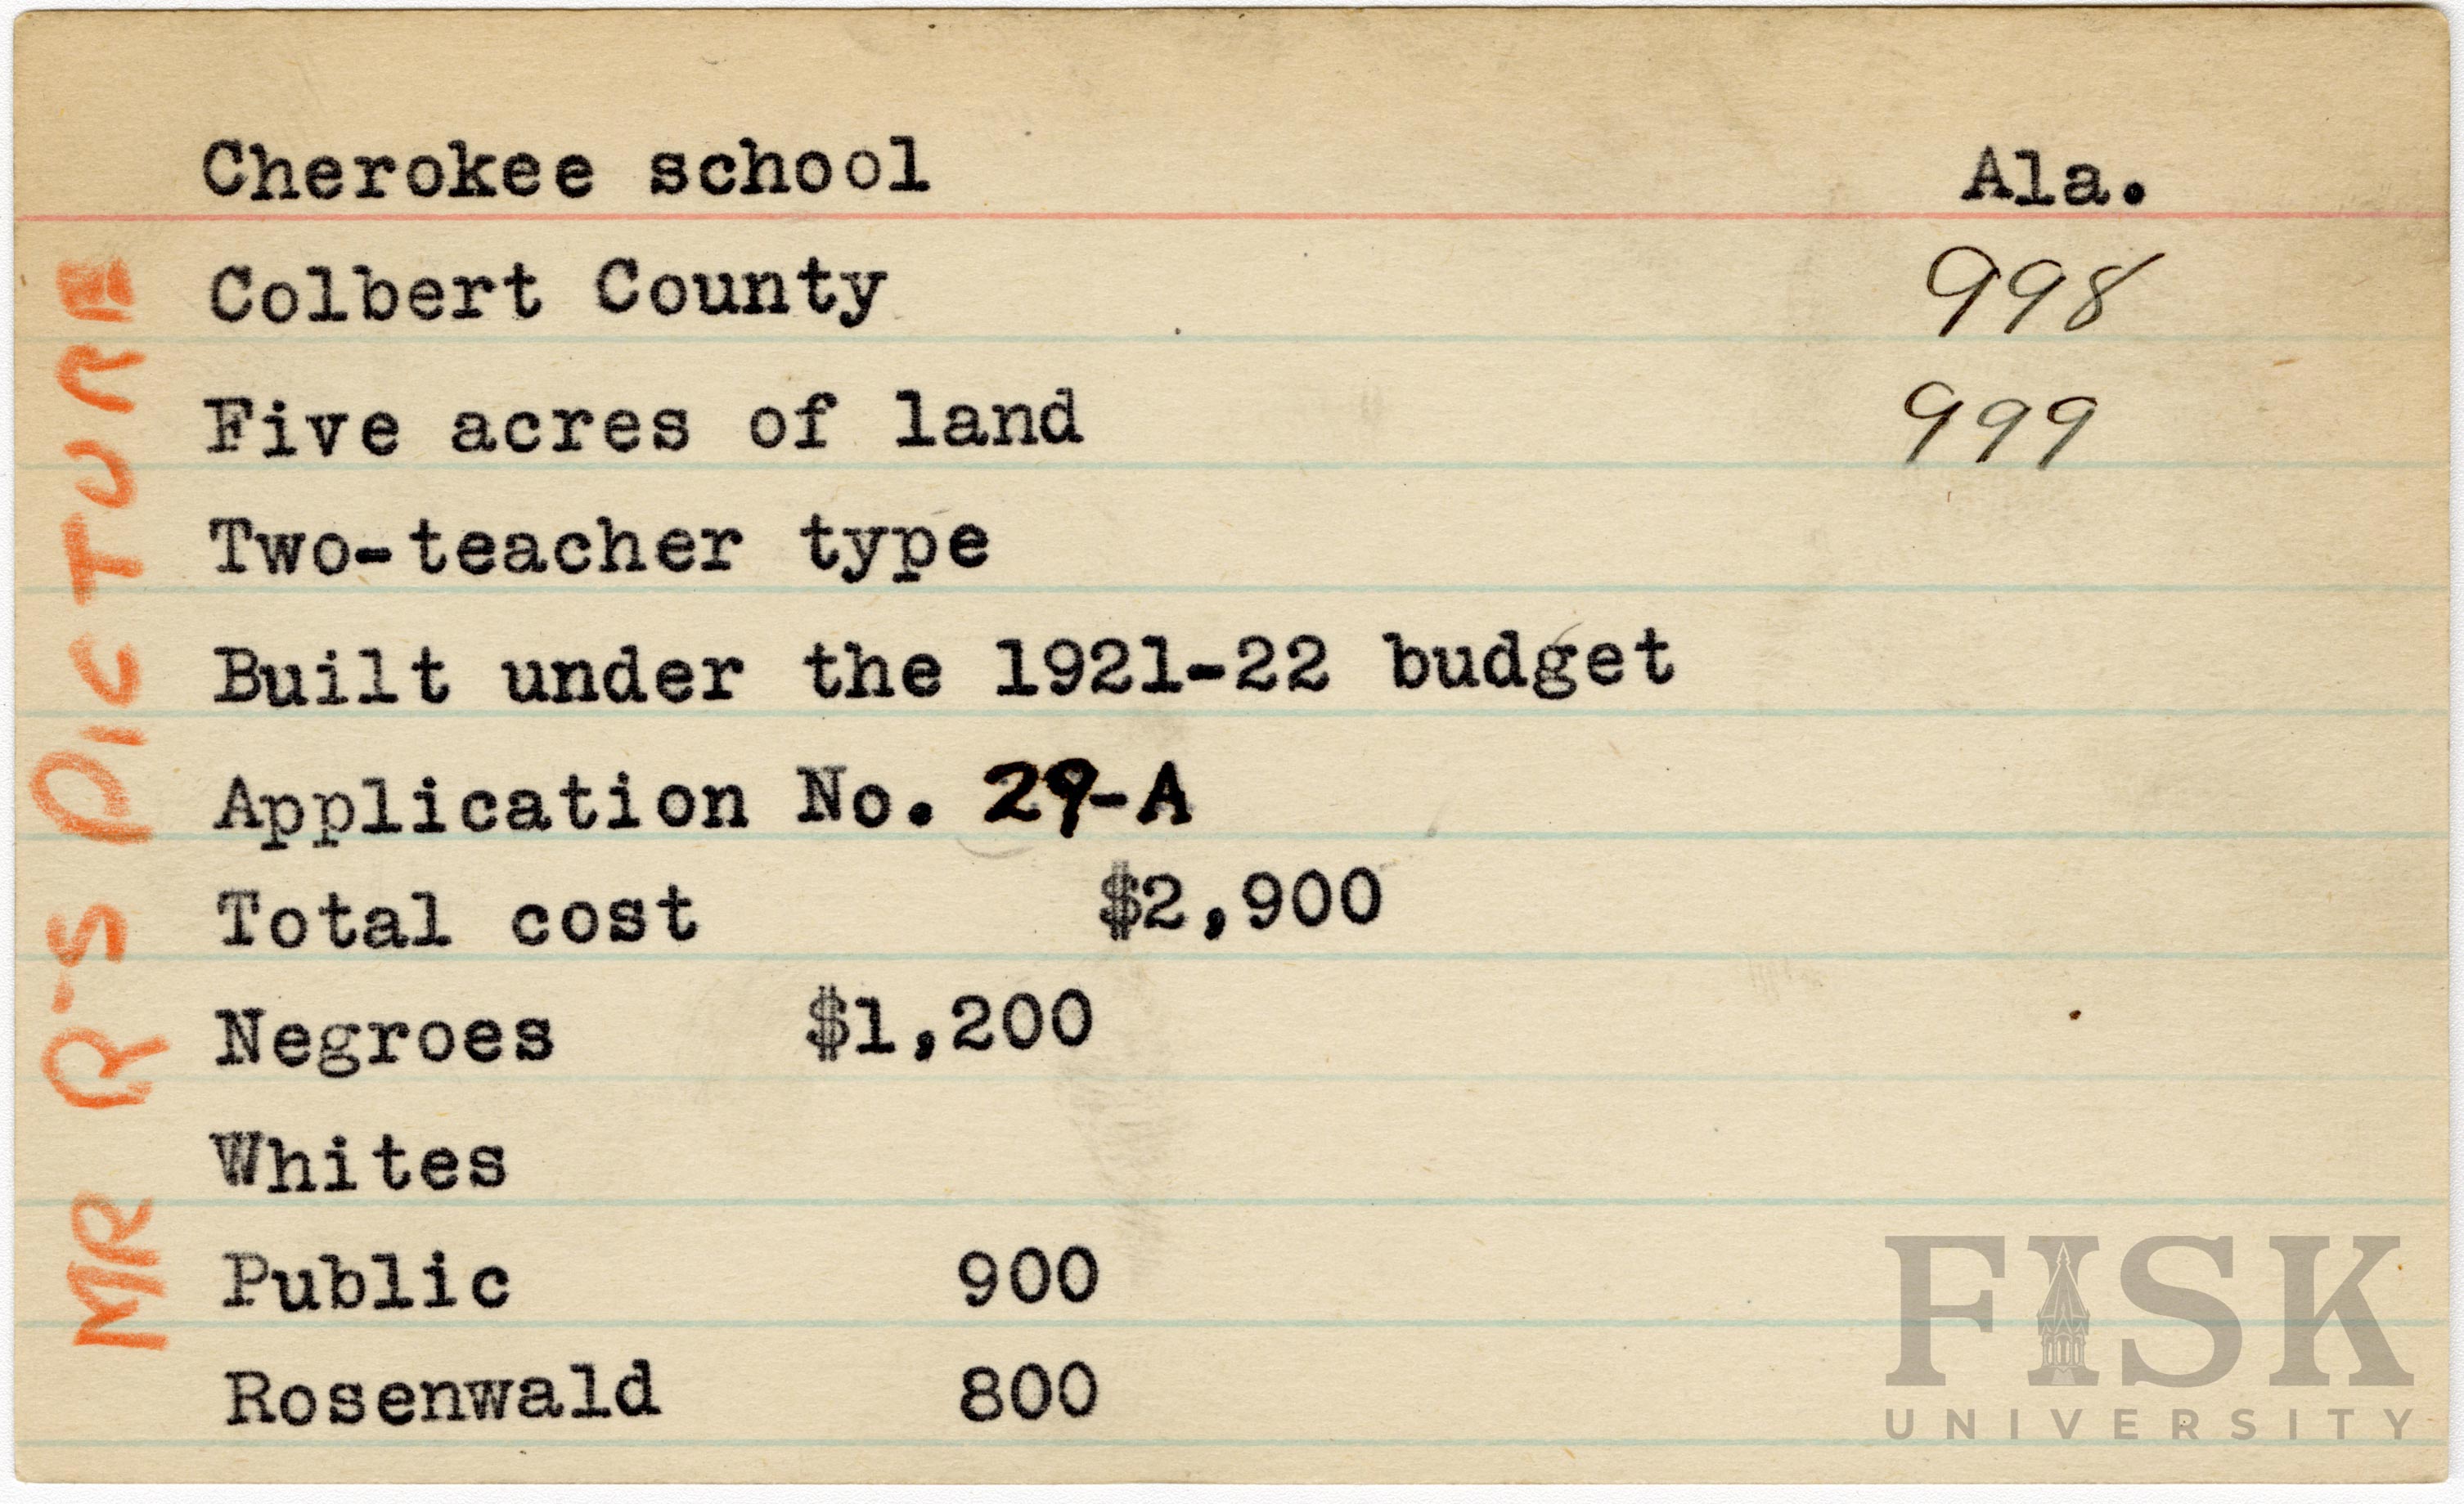 Cherokee school Ala.
Colbert County 998
Five acres of land 999
Two-teacher type
Built under the 1921-22 budget
Application No. 29-A
Total cost $2,900
Negroes $1,200
Whites
Public 900
Rosenwald 800
MR R-S PICTURE
FISK
UNIVERSITY